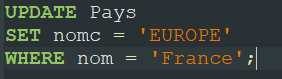 UPDATE Pays
SET nomc = 'EUROPE'
WHERE nom = 'France';